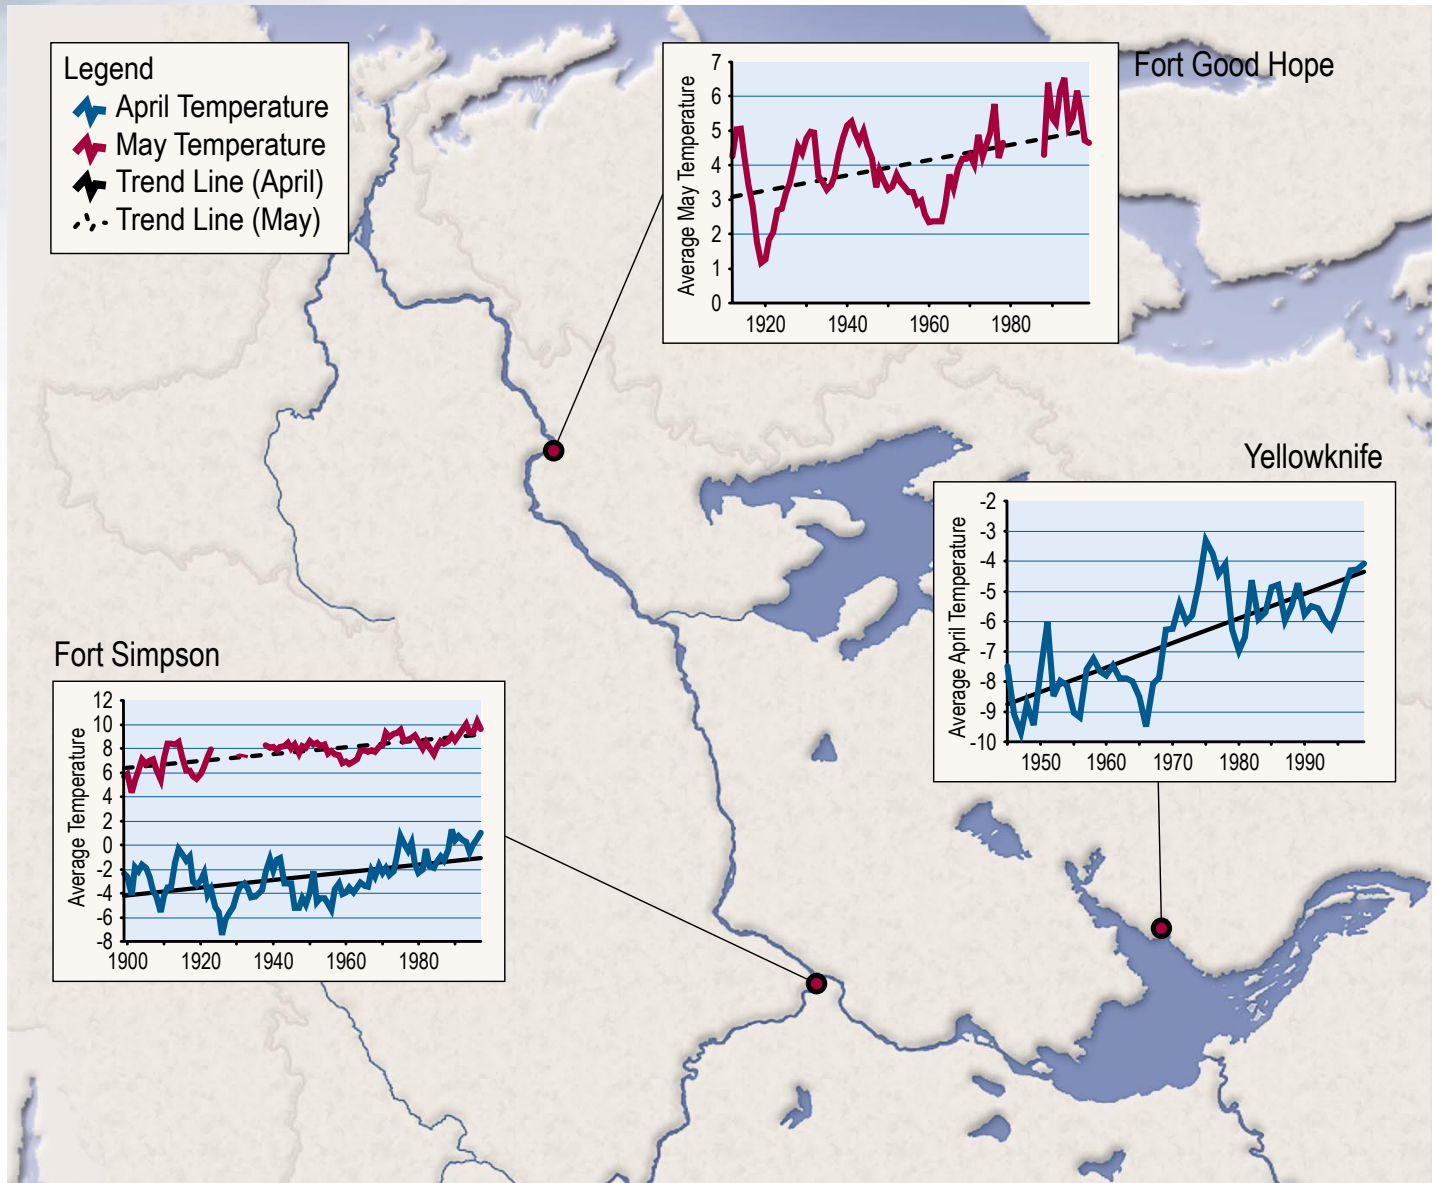 Legend
April Temperature
May Temperature
Trend Line (April)
Trend Line (May)
Fort Good Hope
Average May Temperature
7
6
5
4
3
2
1
0
1920 1940 1960 1980
Yellowknife
Average April Temperature
-2
-3
-4
-5
-6
-7
-8
-9
-10
1950 1960 1970 1980 1990
Fort Simpson
Average Temperature
12
10
8
6
4
2
0
-2
-4
-6
-8
1900 1920 1940 1960 1980